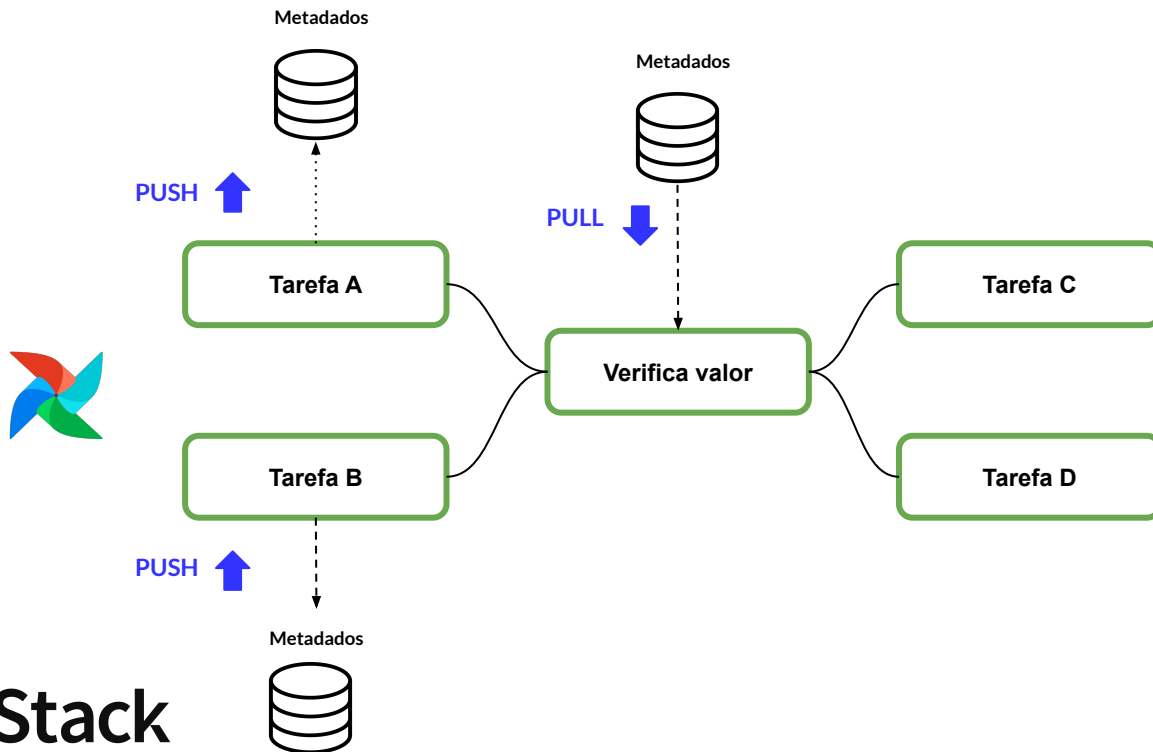 Metadados
Metadados
PUSH
PULL
Tarefa A
Tarefa C
Verifica valor
Tarefa B
Tarefa D
PUSH
Metadados
Stack